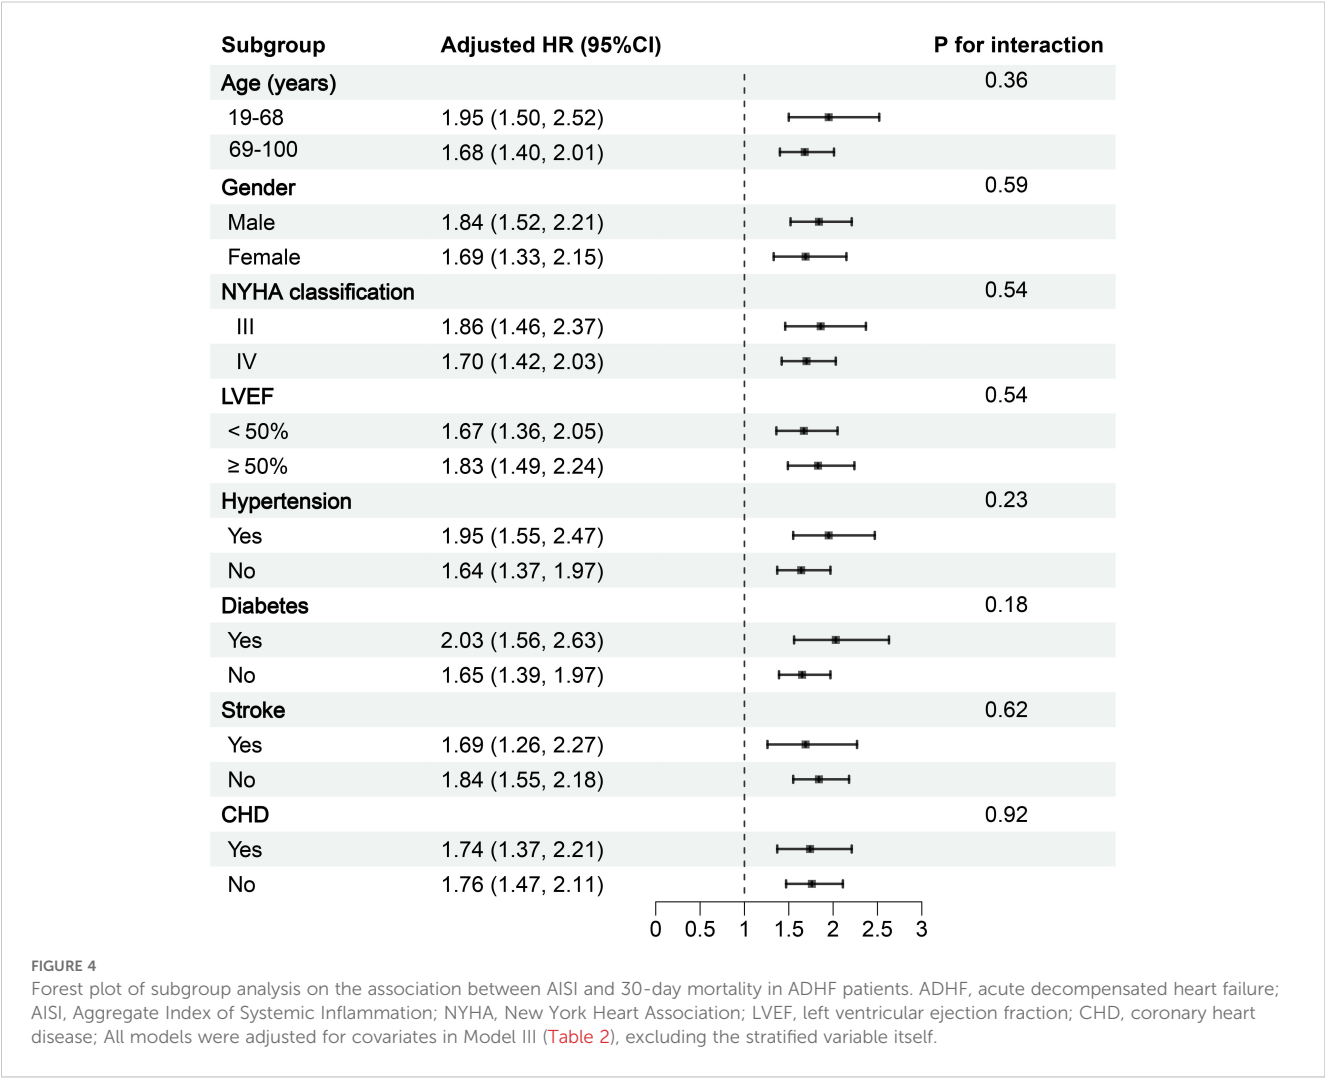 Subgroup Adjusted HR (95%CI) P for interaction
Age (years) 0.36
19-68 1.95 (1.50, 2.52)
69-100 1.68 (1.40, 2.01)
Gender 0.59
Male 1.84 (1.52, 2.21)
Female 1.69 (1.33, 2.15)
NYHA classification 0.54
III 1.86 (1.46, 2.37)
IV 1.70 (1.42, 2.03)
LVEF 0.54
< 50% 1.67 (1.36, 2.05)
≥ 50% 1.83 (1.49, 2.24)
Hypertension 0.23
Yes 1.95 (1.55, 2.47)
No 1.64 (1.37, 1.97)
Diabetes 0.18
Yes 2.03 (1.56, 2.63)
No 1.65 (1.39, 1.97)
Stroke 0.62
Yes 1.69 (1.26, 2.27)
No 1.84 (1.55, 2.18)
CHD 0.92
Yes 1.74 (1.37, 2.21)
No 1.76 (1.47, 2.11)
0 0.5 1 1.5 2 2.5 3
FIGURE 4
Forest plot of subgroup analysis on the association between AISI and 30-day mortality in ADHF patients. ADHF, acute decompensated heart failure;
AISI, Aggregate Index of Systemic Inflammation; NYHA, New York Heart Association; LVEF, left ventricular ejection fraction; CHD, coronary heart
disease; All models were adjusted for covariates in Model III (Table 2), excluding the stratified variable itself.